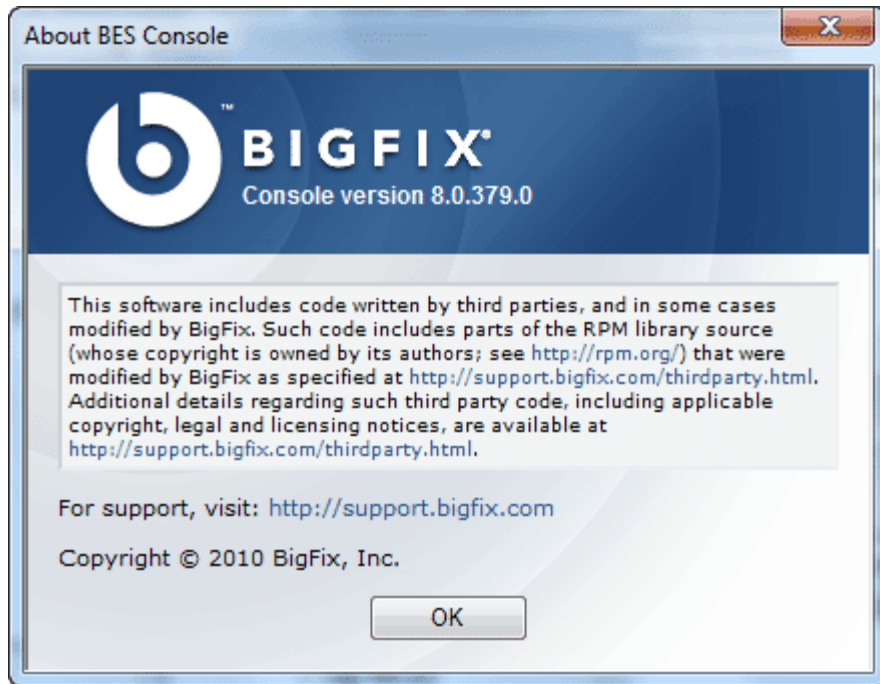 About BES Console
™
BIGFIX®
Console version 8.0.379.0
This software includes code written by third parties, and in some cases
modified by BigFix. Such code includes parts of the RPM library source
(whose copyright is owned by its authors; see http://rpm.org/) that were
modified by BigFix as specified at http://support.bigfix.com/thirdparty.html.
Additional details regarding such third party code, including applicable
copyright, legal and licensing notices, are available at
http://support.bigfix.com/thirdparty.html.
For support, visit: http://support.bigfix.com
Copyright © 2010 BigFix, Inc.
OK